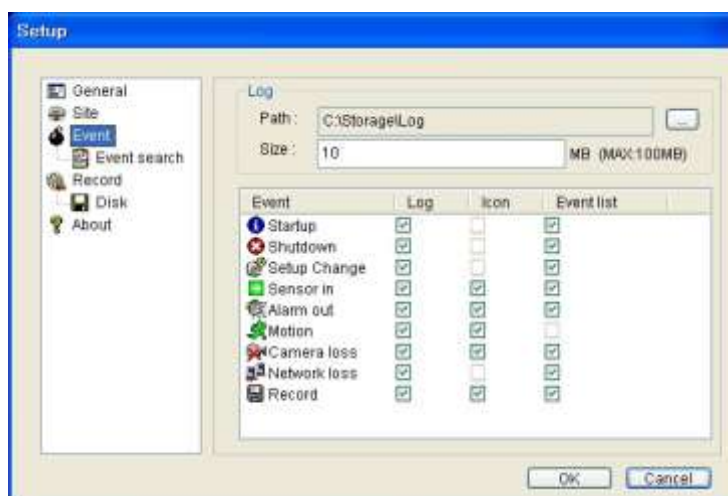 Setup
General
Site
Event
Event search
Record
Disk
About
Log
Path : C:\Storage\Log ...
Size : 10 MB (MAX:100MB)
Event Log Icon Event list
Startup
Shutdown
Setup Change
Sensor in
Alarm out
Motion
Camera loss
Network loss
Record
OK Cancel